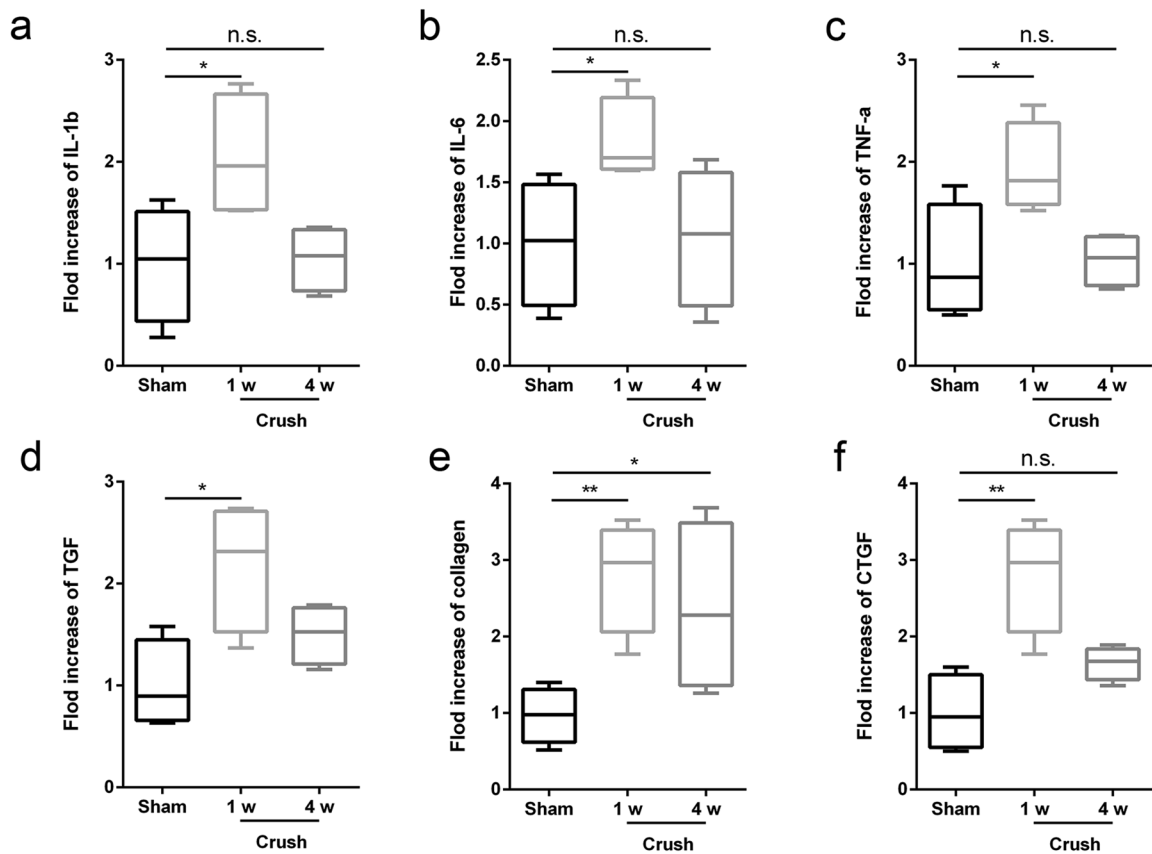 a
n.s.
*
Flod increase of IL-1b
3
2
1
0
Sham
1 w
4 w
Crush
b
n.s.
*
Flod increase of IL-6
2.5
2.0
1.5
1.0
0.5
0.0
Sham
1 w
4 w
Crush
c
n.s.
*
Flod increase of TNF-a
3
2
1
0
Sham
1 w
4 w
Crush
d
*
Flod increase of TGF
3
2
1
0
Sham
1 w
4 w
Crush
e
*
**
Flod increase of collagen
4
3
2
1
0
Sham
1 w
4 w
Crush
f
n.s.
**
Flod increase of CTGF
4
3
2
1
0
Sham
1 w
4 w
Crush